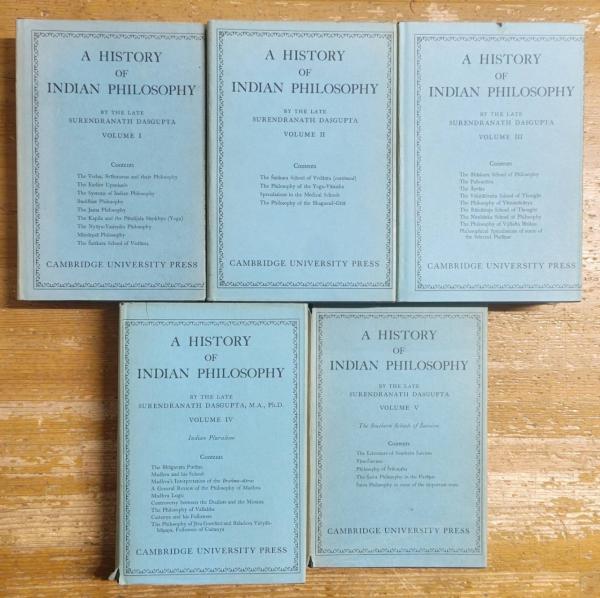 A HISTORY
OF
INDIAN PHILOSOPHY
BY THE LATE
SURENDRANATH DASGUPTA
VOLUME I
Contents
The Vedas, Brāhmaṇas and their Philosophy
The Earlier Upaniṣads
The Systems of Indian Philosophy
Buddhist Philosophy
The Jaina Philosophy
The Kapila and the Pātañjala Sāṃkhya (Yoga)
The Nyāya-Vaiśeṣika Philosophy
Mīmāṃsā Philosophy
The Śaṅkara School of Vedānta
CAMBRIDGE UNIVERSITY PRESS
A HISTORY
OF
INDIAN PHILOSOPHY
BY THE LATE
SURENDRANATH DASGUPTA
VOLUME II
Contents
The Śaṅkara School of Vedānta (continued)
The Philosophy of the Yoga-Vāsiṣṭha
Speculations in the Medical Schools
The Philosophy of the Bhagavad-Gītā
CAMBRIDGE UNIVERSITY PRESS
A HISTORY
OF
INDIAN PHILOSOPHY
BY THE LATE
SURENDRANATH DASGUPTA
VOLUME III
Contents
The Bhāskara School of Philosophy
The Pañcarātra
The Āṛvārs
The Viśiṣṭādvaita School of Thought
The Philosophy of Yāmunācārya
The Rāmānuja School of Thought
The Nimbārka School of Philosophy
The Philosophy of Vijñāna Bhikṣu
Philosophical Speculations of some of
the Selected Purāṇas
CAMBRIDGE UNIVERSITY PRESS
A HISTORY
OF
INDIAN PHILOSOPHY
BY THE LATE
SURENDRANATH DASGUPTA, M.A., Ph.D.
VOLUME IV
Indian Pluralism
Contents
The Bhāgavata Purāṇa
Madhva and his School
Madhva's Interpretation of the Brahma-sūtras
A General Review of the Philosophy of Madhva
Madhva Logic
Controversy between the Dualists and the Monists
The Philosophy of Vallabha
Caitanya and his Followers
The Philosophy of Jīva Gosvāmī and Baladeva Vidyā-
bhūṣaṇa, Followers of Caitanya
CAMBRIDGE UNIVERSITY PRESS
A HISTORY
OF
INDIAN PHILOSOPHY
BY THE LATE
SURENDRANATH DASGUPTA
VOLUME V
The Southern Schools of Śaivism
Contents
The Literature of Southern Śaivism
Vīra-Śaivism
Philosophy of Śrīkaṇṭha
The Śaiva Philosophy in the Purāṇas
Śaiva Philosophy in some of the important texts
CAMBRIDGE UNIVERSITY PRESS